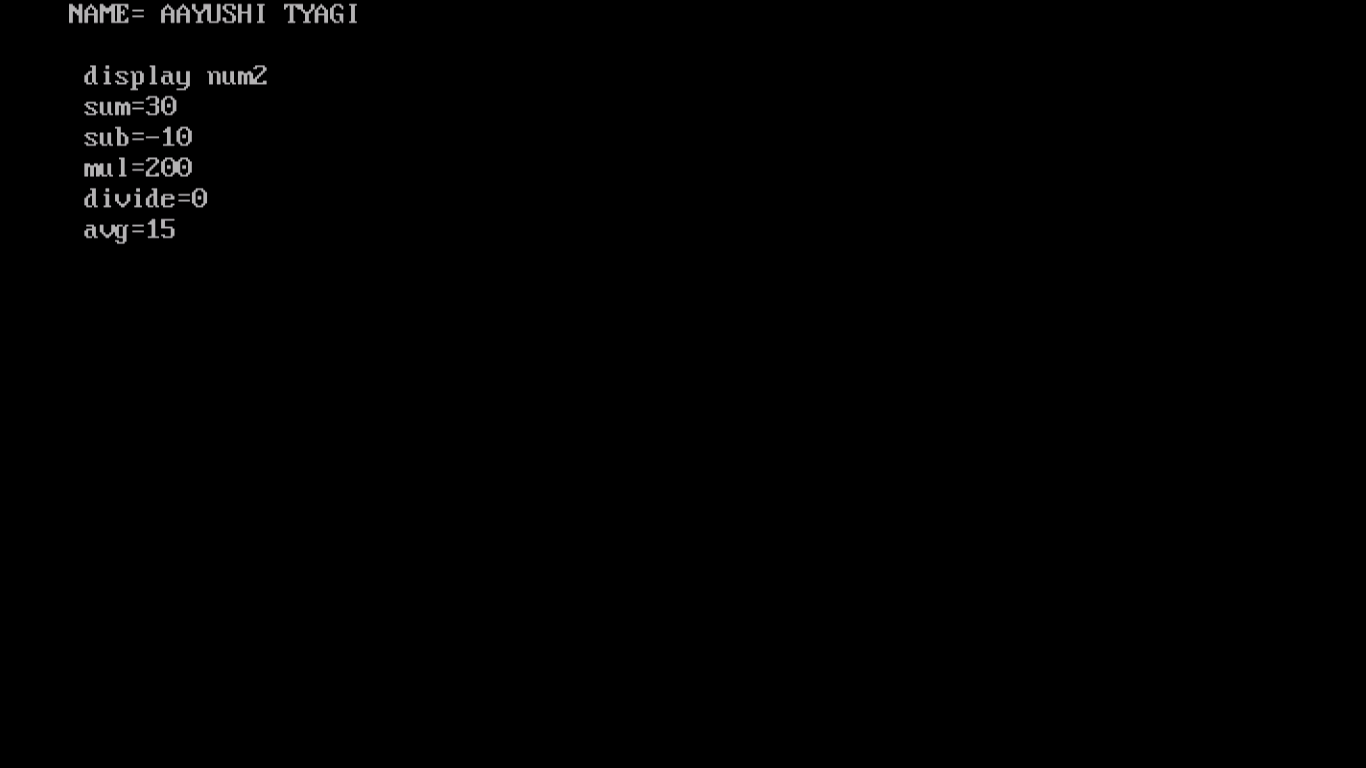 NAME= AAYUSHI TYAGI
display num2
sum=30
sub=-10
mul=200
divide=0
avg=15